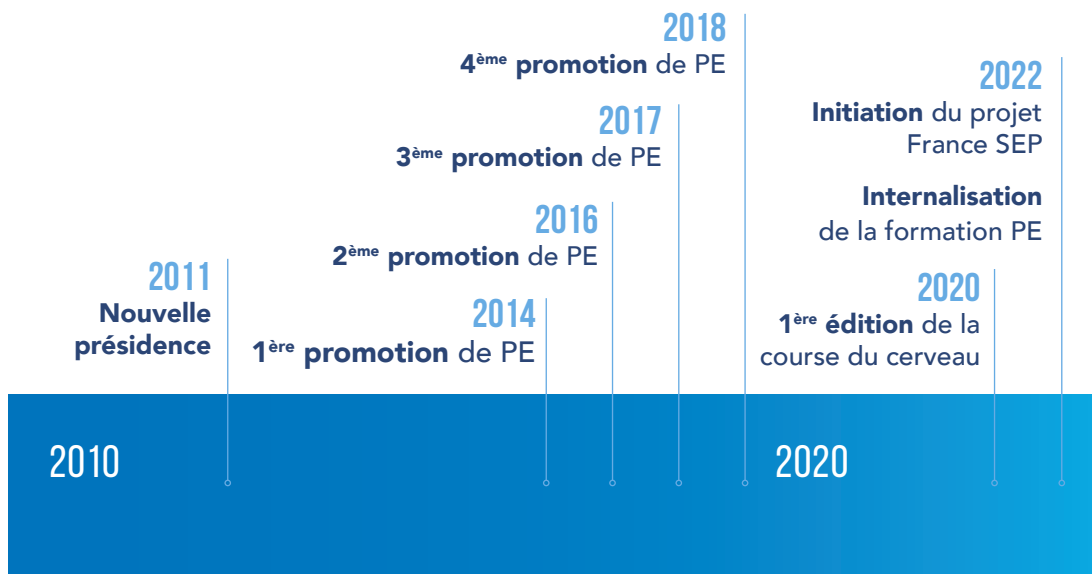 2011
Nouvelle
présidence
2014
1ère promotion de PE
2016
2ème promotion de PE
2017
3ème promotion de PE
2018
4ème promotion de PE
2020
1ère édition de la
course du cerveau
2022
Initiation du projet
France SEP
Internalisation
de la formation PE
2010
2020